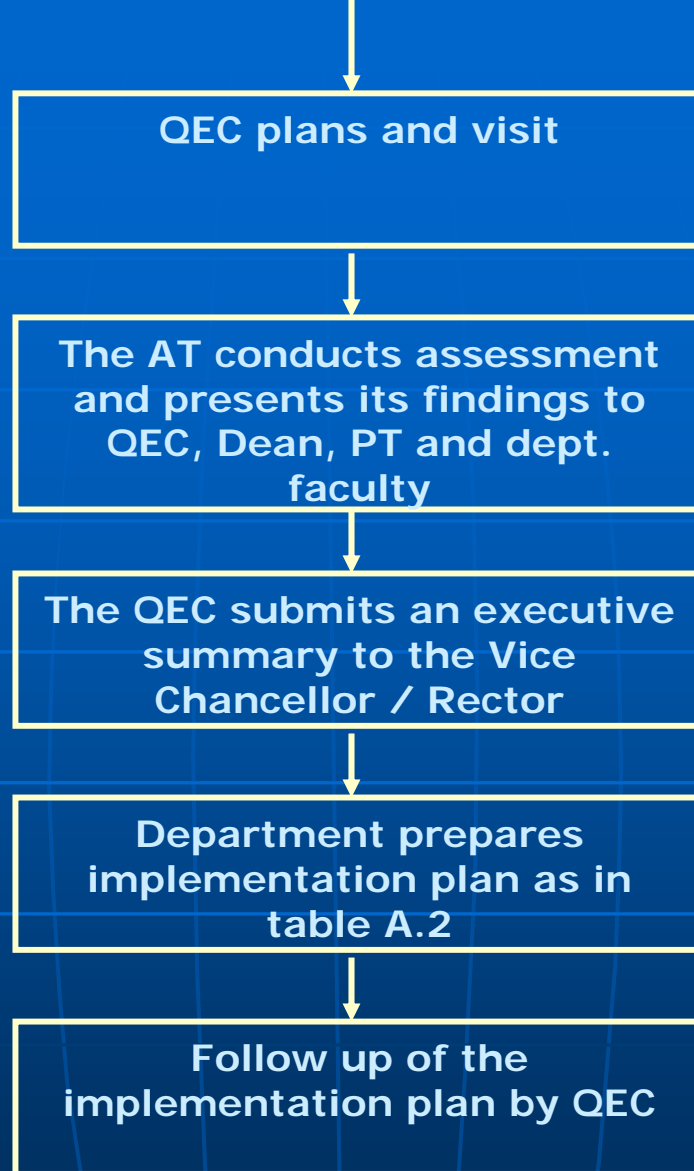 QEC plans and visit
The AT conducts assessment
and presents its findings to
QEC, Dean, PT and dept.
faculty
The QEC submits an executive
summary to the Vice
Chancellor / Rector
Department prepares
implementation plan as in
table A.2
Follow up of the
implementation plan by QEC